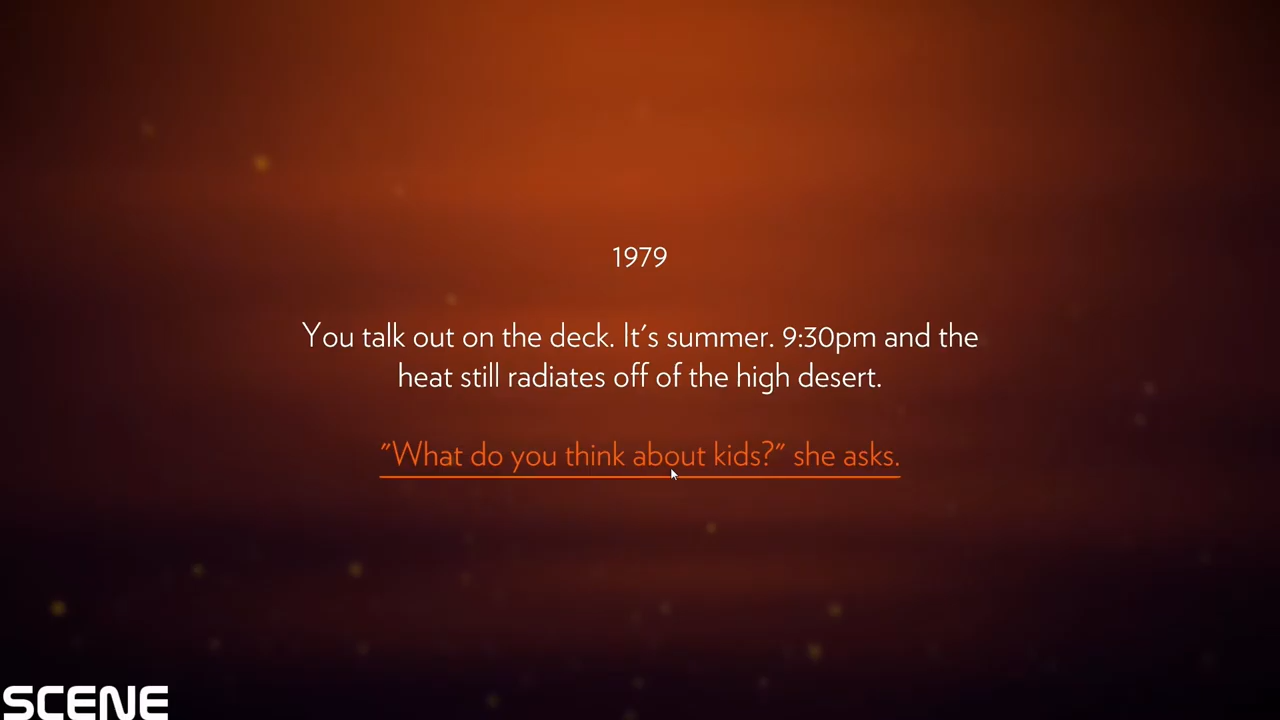 1979
You talk out on the deck. It's summer. 9:30pm and the
heat still radiates off of the high desert.
"What do you think about kids?" she asks.
SCENE